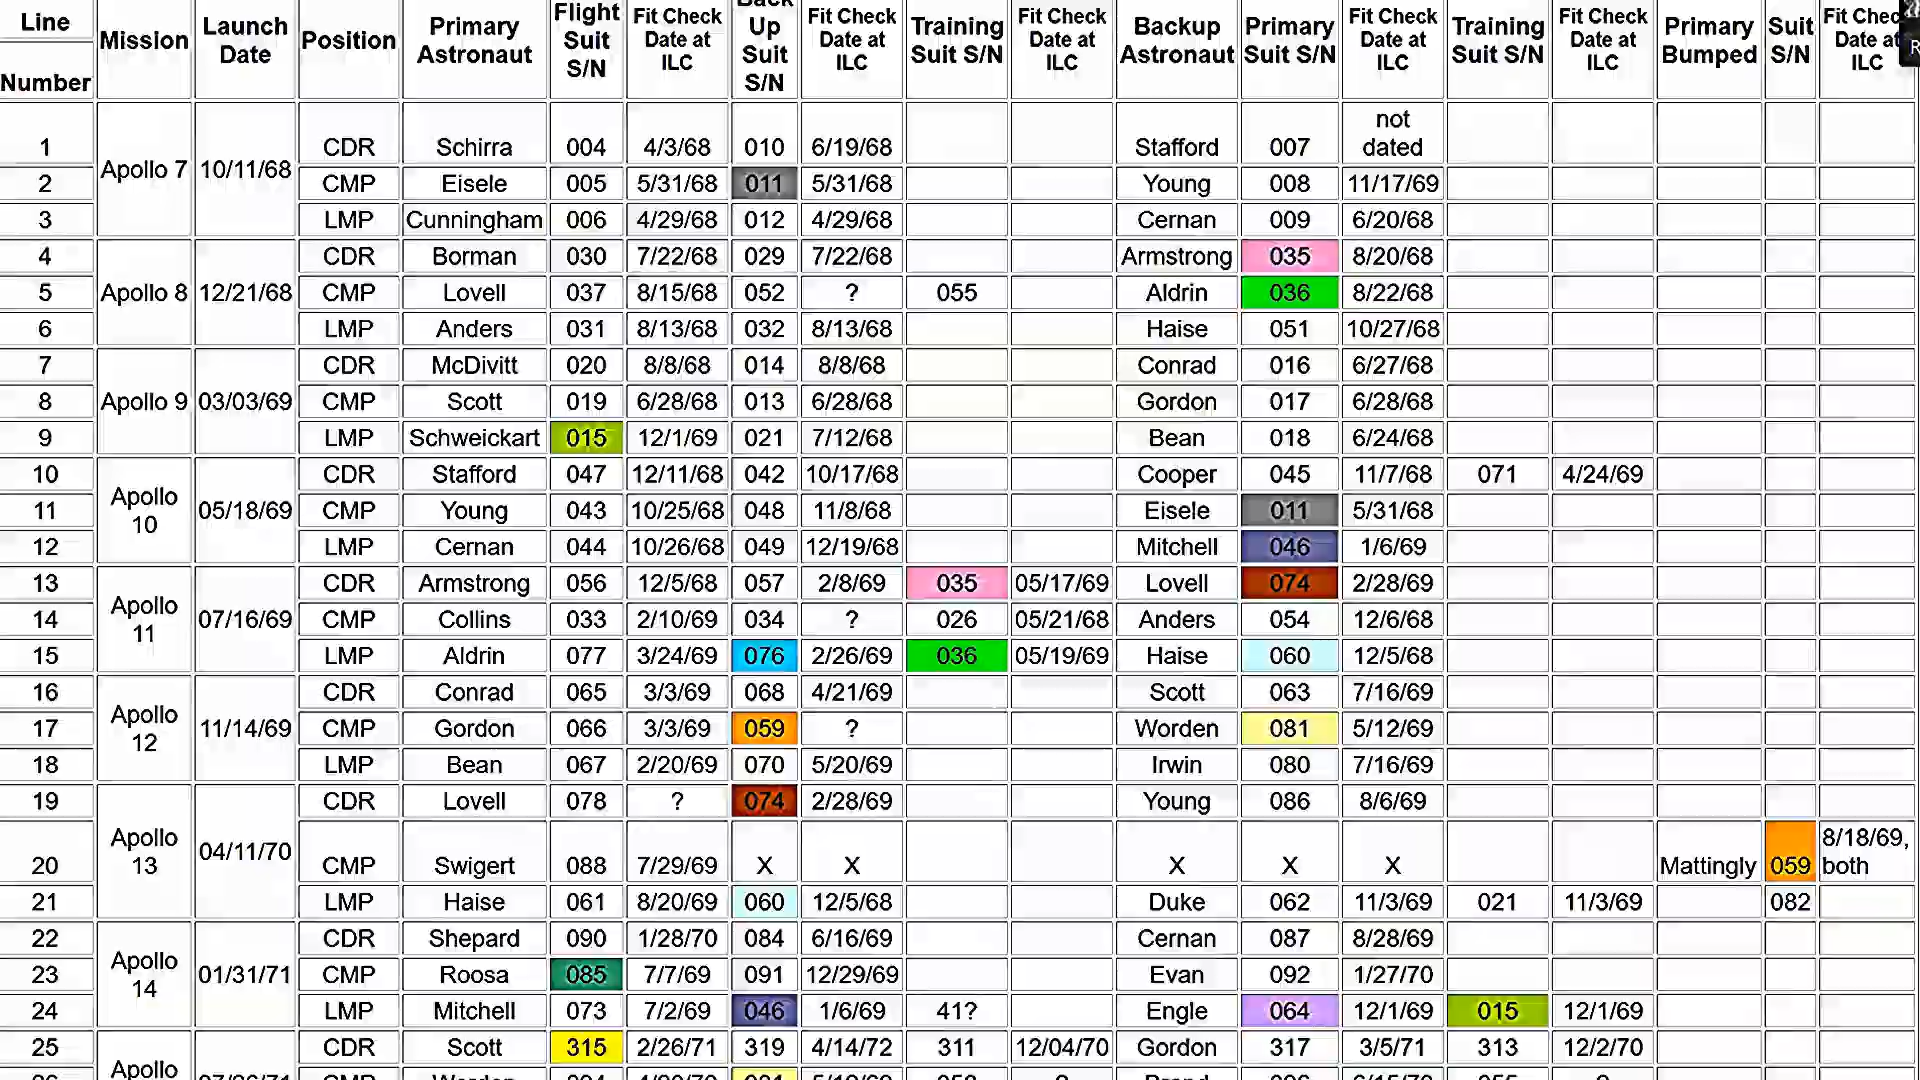 Line Number | Mission | Launch Date | Position | Primary Astronaut | Flight Suit S/N | Fit Check Date at ILC | Back Up Suit S/N | Fit Check Date at ILC | Training Suit S/N | Fit Check Date at ILC | Backup Astronaut | Primary Suit S/N | Fit Check Date at ILC | Training Suit S/N | Fit Check Date at ILC | Primary Bumped | Suit S/N | Fit Check Date at ILC
1 Apollo 7 10/11/68 CDR Schirra 004 4/3/68 010 6/19/68 Stafford 007 not dated
2 CMP Eisele 005 5/31/68 011 5/31/68 Young 008 11/17/69
3 LMP Cunningham 006 4/29/68 012 4/29/68 Cernan 009 6/20/68
4 CDR Borman 030 7/22/68 029 7/22/68 Armstrong 035 8/20/68
5 Apollo 8 12/21/68 CMP Lovell 037 8/15/68 052 ? 055 Aldrin 036 8/22/68
6 LMP Anders 031 8/13/68 032 8/13/68 Haise 051 10/27/68
7 CDR McDivitt 020 8/8/68 014 8/8/68 Conrad 016 6/27/68
8 Apollo 9 03/03/69 CMP Scott 019 6/28/68 013 6/28/68 Gordon 017 6/28/68
9 LMP Schweickart 015 12/1/69 021 7/12/68 Bean 018 6/24/68
10 CDR Stafford 047 12/11/68 042 10/17/68 Cooper 045 11/7/68 071 4/24/69
11 Apollo 10 05/18/69 CMP Young 043 10/25/68 048 11/8/68 Eisele 011 5/31/68
12 LMP Cernan 044 10/26/68 049 12/19/68 Mitchell 046 1/6/69
13 CDR Armstrong 056 12/5/68 057 2/8/69 035 05/17/69 Lovell 074 2/28/69
14 Apollo 11 07/16/69 CMP Collins 033 2/10/69 034 ? 026 05/21/68 Anders 054 12/6/68
15 LMP Aldrin 077 3/24/69 076 2/26/69 036 05/19/69 Haise 060 12/5/68
16 CDR Conrad 065 3/3/69 068 4/21/69 Scott 063 7/16/69
17 Apollo 12 11/14/69 CMP Gordon 066 3/3/69 059 ? Worden 081 5/12/69
18 LMP Bean 067 2/20/69 070 5/20/69 Irwin 080 7/16/69
19 CDR Lovell 078 ? 074 2/28/69 Young 086 8/6/69
20 Apollo 13 04/11/70 CMP Swigert 088 7/29/69 X X X X X Mattingly 059 8/18/69, both
21 LMP Haise 061 8/20/69 060 12/5/68 Duke 062 11/3/69 021 11/3/69 082
22 CDR Shepard 090 1/28/70 084 6/16/69 Cernan 087 8/28/69
23 Apollo 14 01/31/71 CMP Roosa 085 7/7/69 091 12/29/69 Evan 092 1/27/70
24 LMP Mitchell 073 7/2/69 046 1/6/69 41? Engle 064 12/1/69 015 12/1/69
25 Apollo CDR Scott 315 2/26/71 319 4/14/72 311 12/04/70 Gordon 317 3/5/71 313 12/2/70